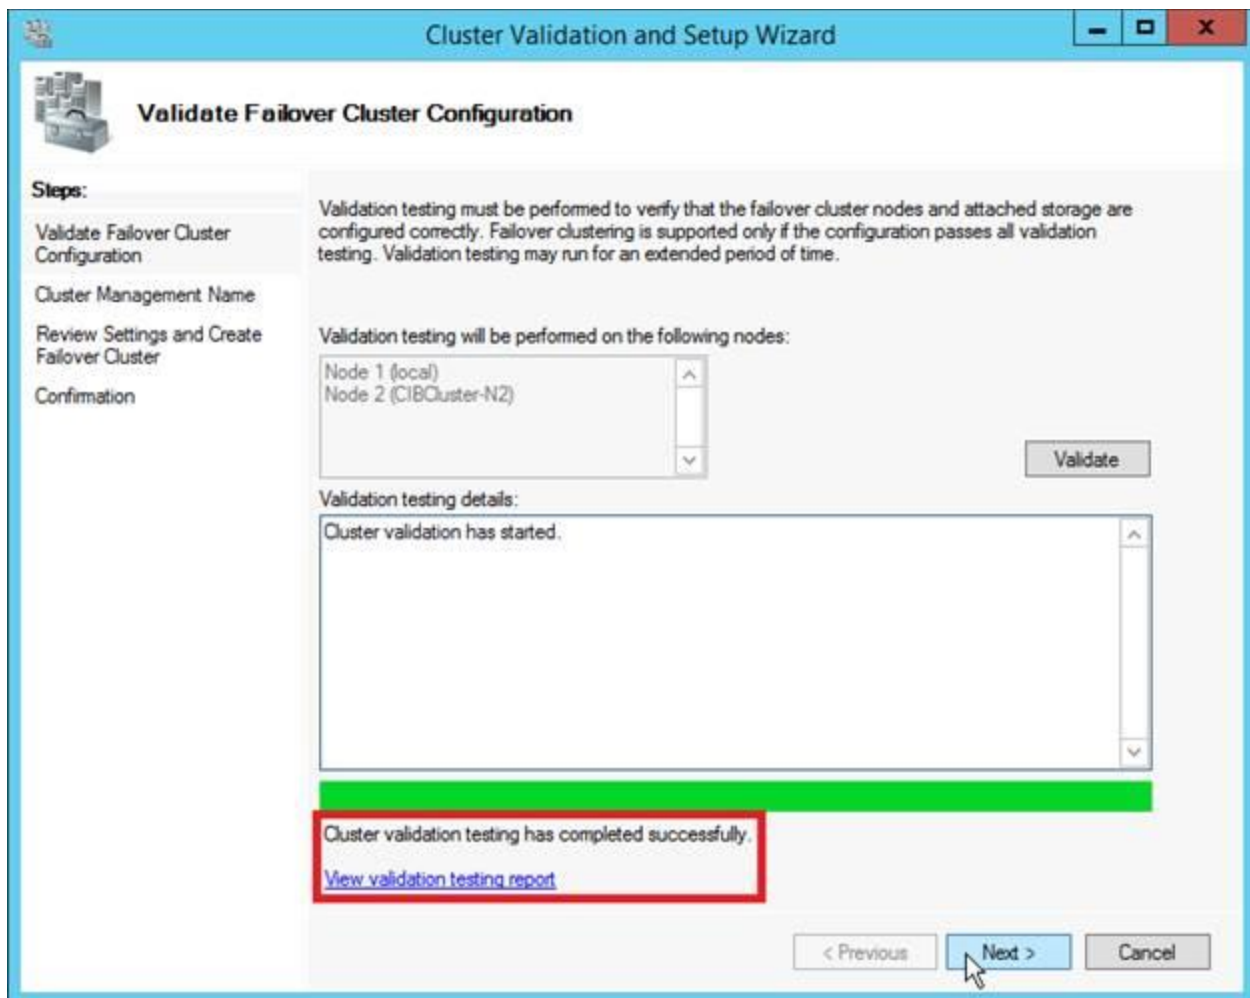 Cluster Validation and Setup Wizard
X
Validate Failover Cluster Configuration
Steps:
Validate Failover Cluster
Configuration
Cluster Management Name
Review Settings and Create
Failover Cluster
Confirmation
Validation testing must be performed to verify that the failover cluster nodes and attached storage are
configured correctly. Failover clustering is supported only if the configuration passes all validation
testing. Validation testing may run for an extended period of time.
Validation testing will be performed on the following nodes:
Node 1 (local)
Node 2 (CIBCluster-N2)
Validate
Validation testing details:
Cluster validation has started.
Cluster validation testing has completed successfully.
View validation testing report
< Previous
Next >
Cancel